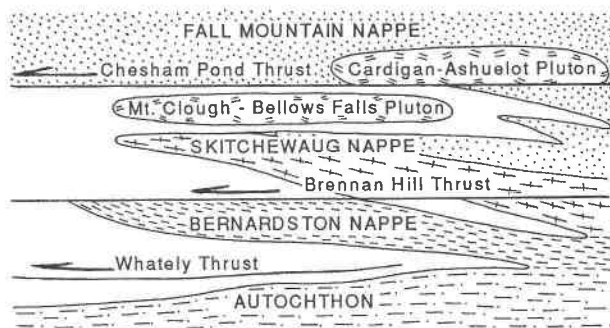 FALL MOUNTAIN NAPPE
Chesham Pond Thrust
Cardigan-Ashuelot Pluton
Mt. Clough - Bellows Falls Pluton
SKITCHEWAUG NAPPE
Brennan Hill Thrust
BERNARDSTON NAPPE
Whately Thrust
AUTOCHTHON